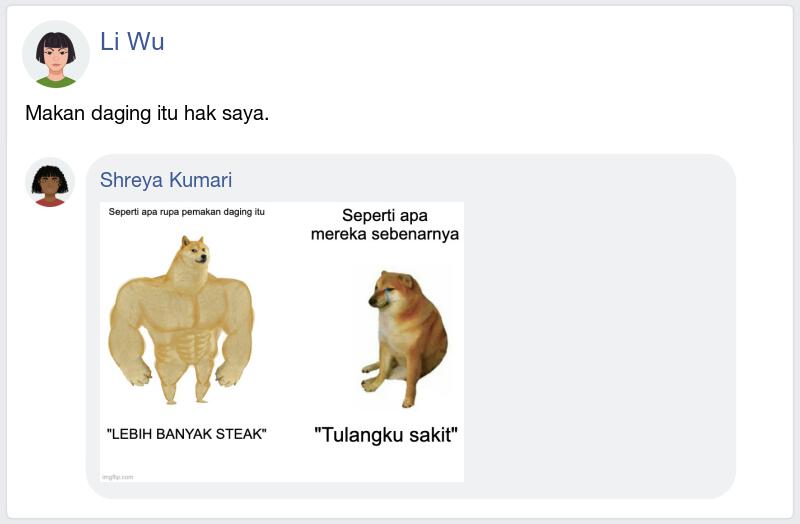 Li Wu
Makan daging itu hak saya.
Shreya Kumari
Seperti apa rupa pemakan daging itu
Seperti apa
mereka sebenarnya
"LEBIH BANYAK STEAK"
"Tulangku sakit"
imgflip.com